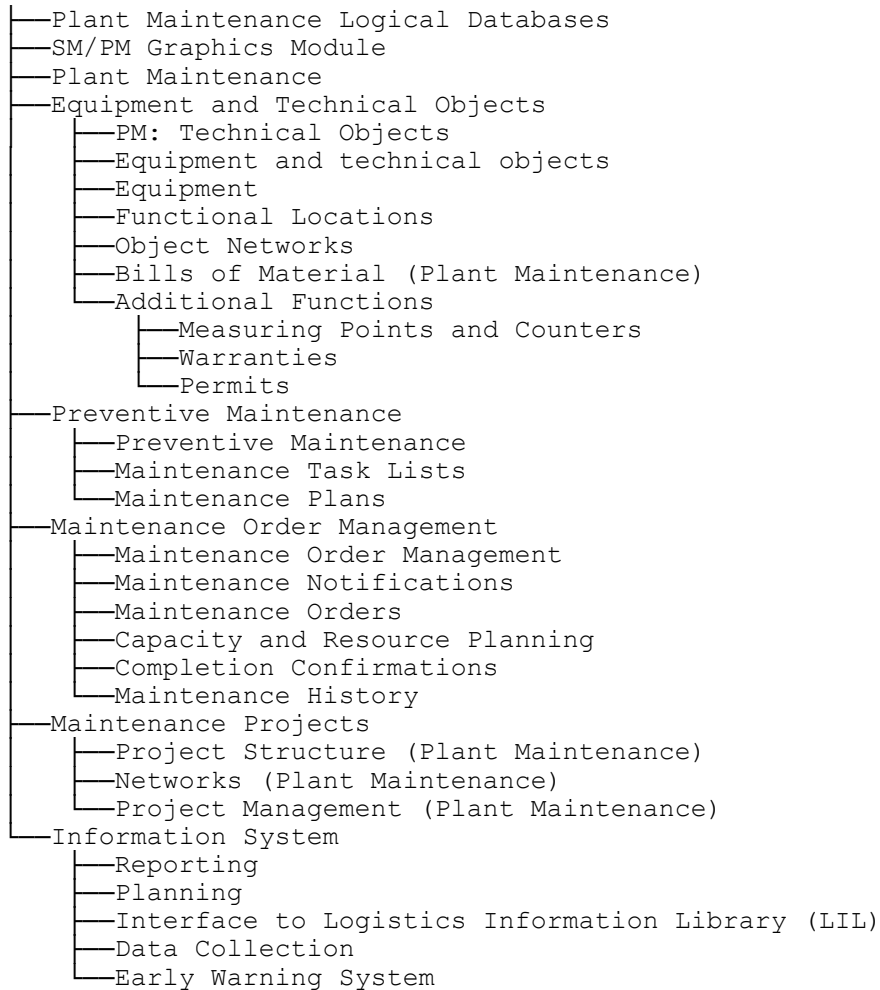 Plant Maintenance Logical Databases
SM/PM Graphics Module
Plant Maintenance
Equipment and Technical Objects
PM: Technical Objects
Equipment and technical objects
Equipment
Functional Locations
Object Networks
Bills of Material (Plant Maintenance)
Additional Functions
Measuring Points and Counters
Warranties
Permits
Preventive Maintenance
Preventive Maintenance
Maintenance Task Lists
Maintenance Plans
Maintenance Order Management
Maintenance Order Management
Maintenance Notifications
Maintenance Orders
Capacity and Resource Planning
Completion Confirmations
Maintenance History
Maintenance Projects
Project Structure (Plant Maintenance)
Networks (Plant Maintenance)
Project Management (Plant Maintenance)
Information System
Reporting
Planning
Interface to Logistics Information Library (LIL)
Data Collection
Early Warning System